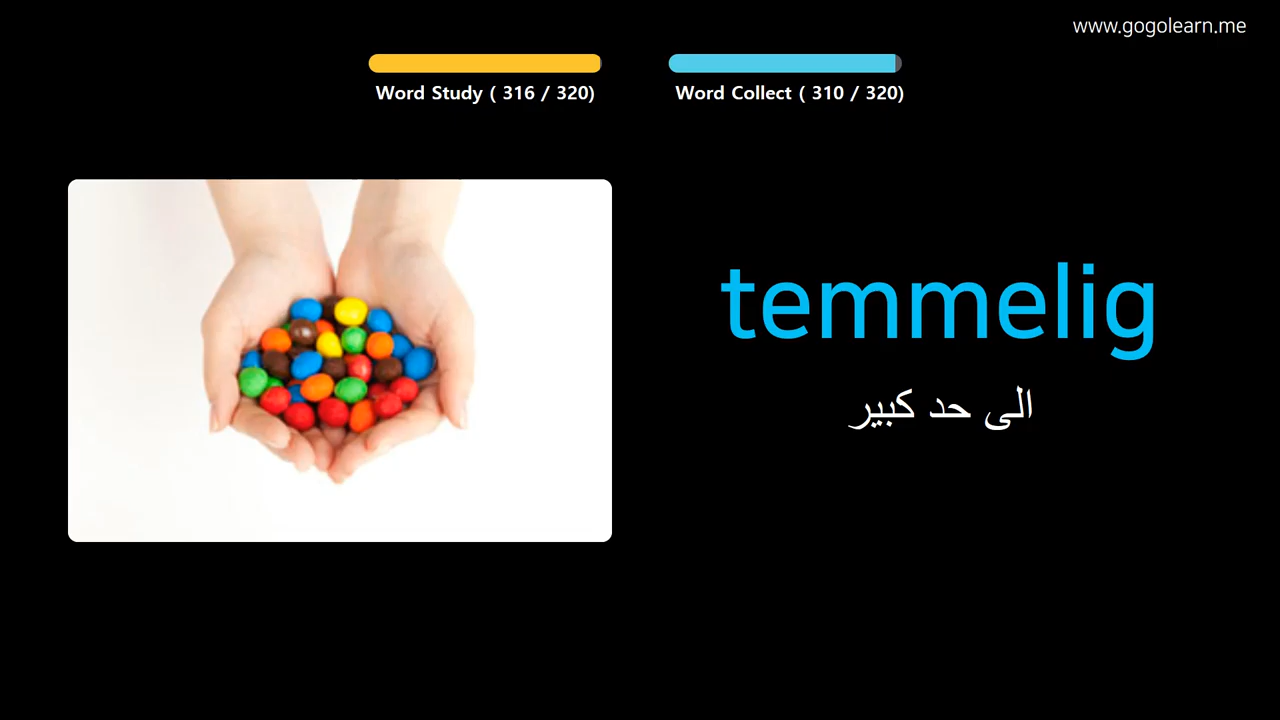 www.gogolearn.me
Word Study ( 316 / 320)
Word Collect ( 310 / 320)
temmelig
الى حد كبير